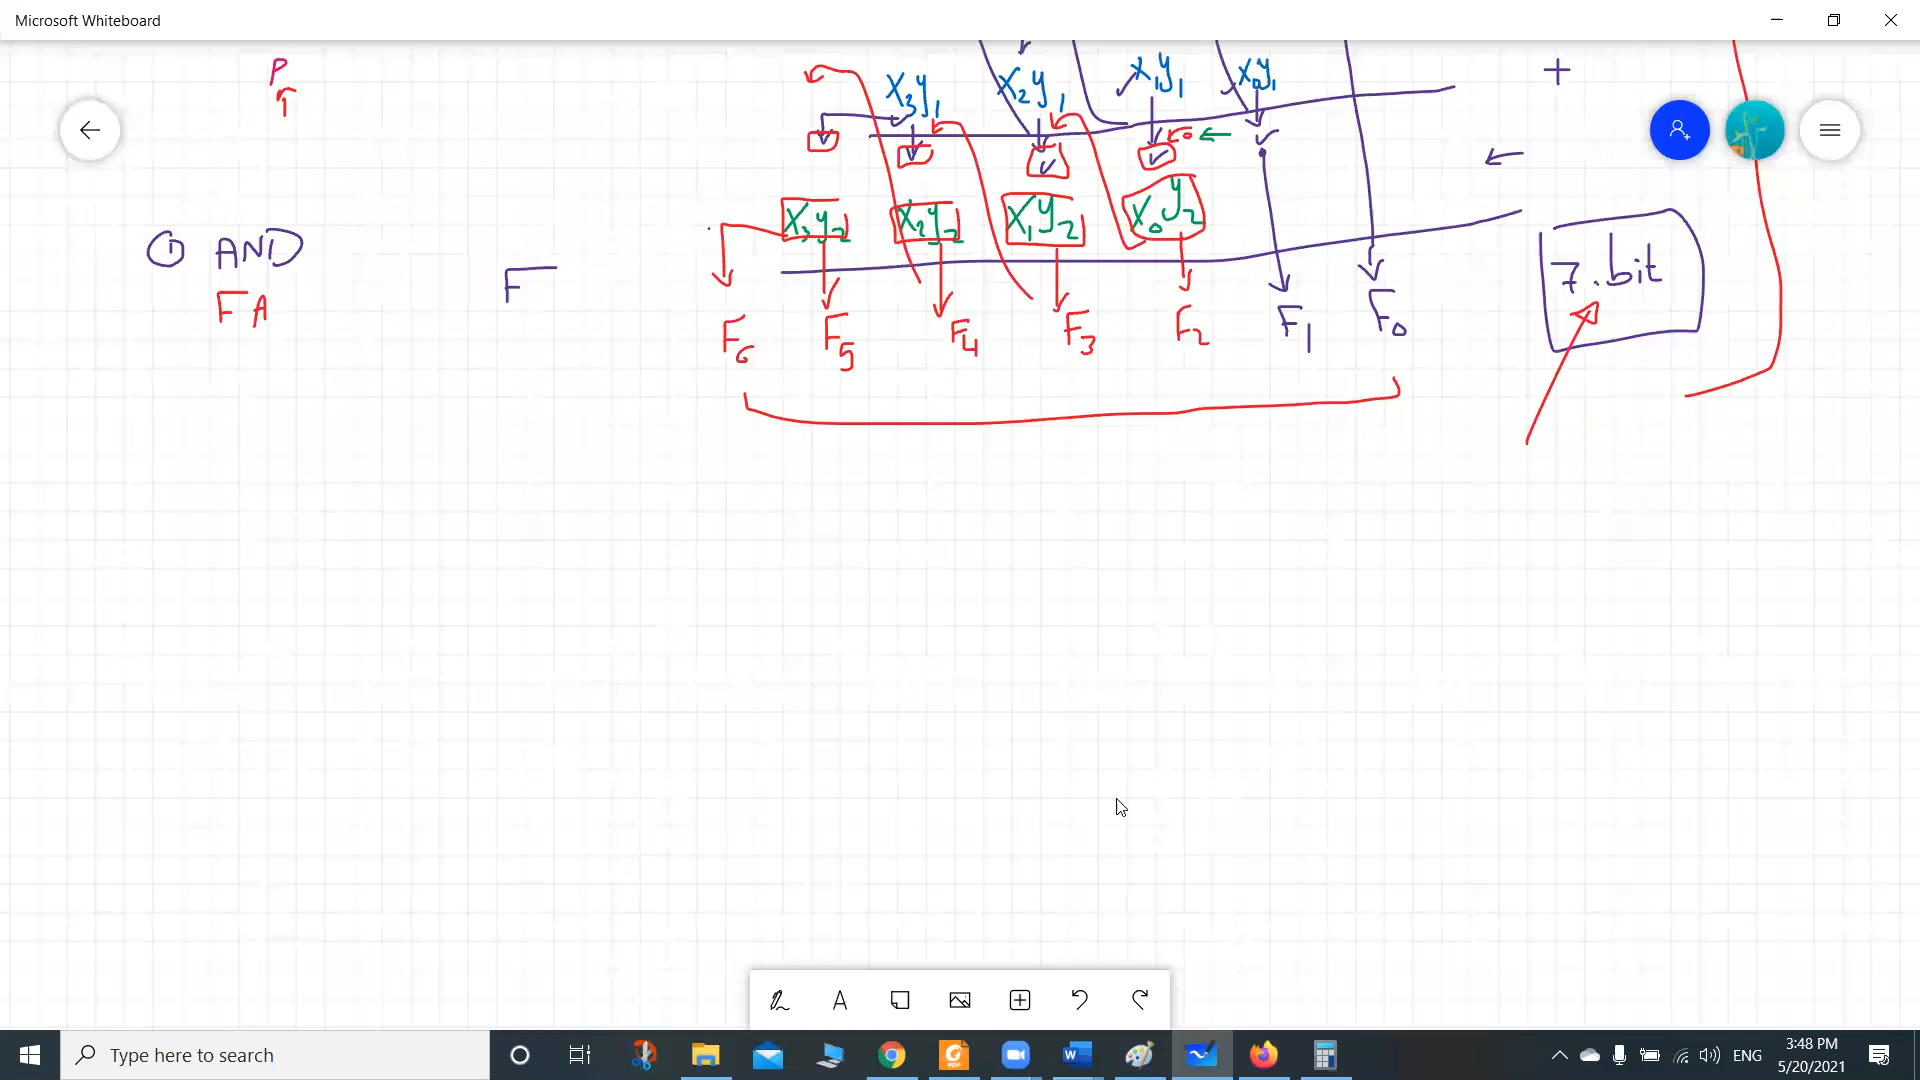 Microsoft Whiteboard
P
+
X3y1 X2y1 X1y1 X0y1
X3y2 X2y2 X1y2 X0y2
① AND
FA
F
7.bit
F6 F5 F4 F3 F2 F1 F0
Type here to search
ENG
3:48 PM
5/20/2021